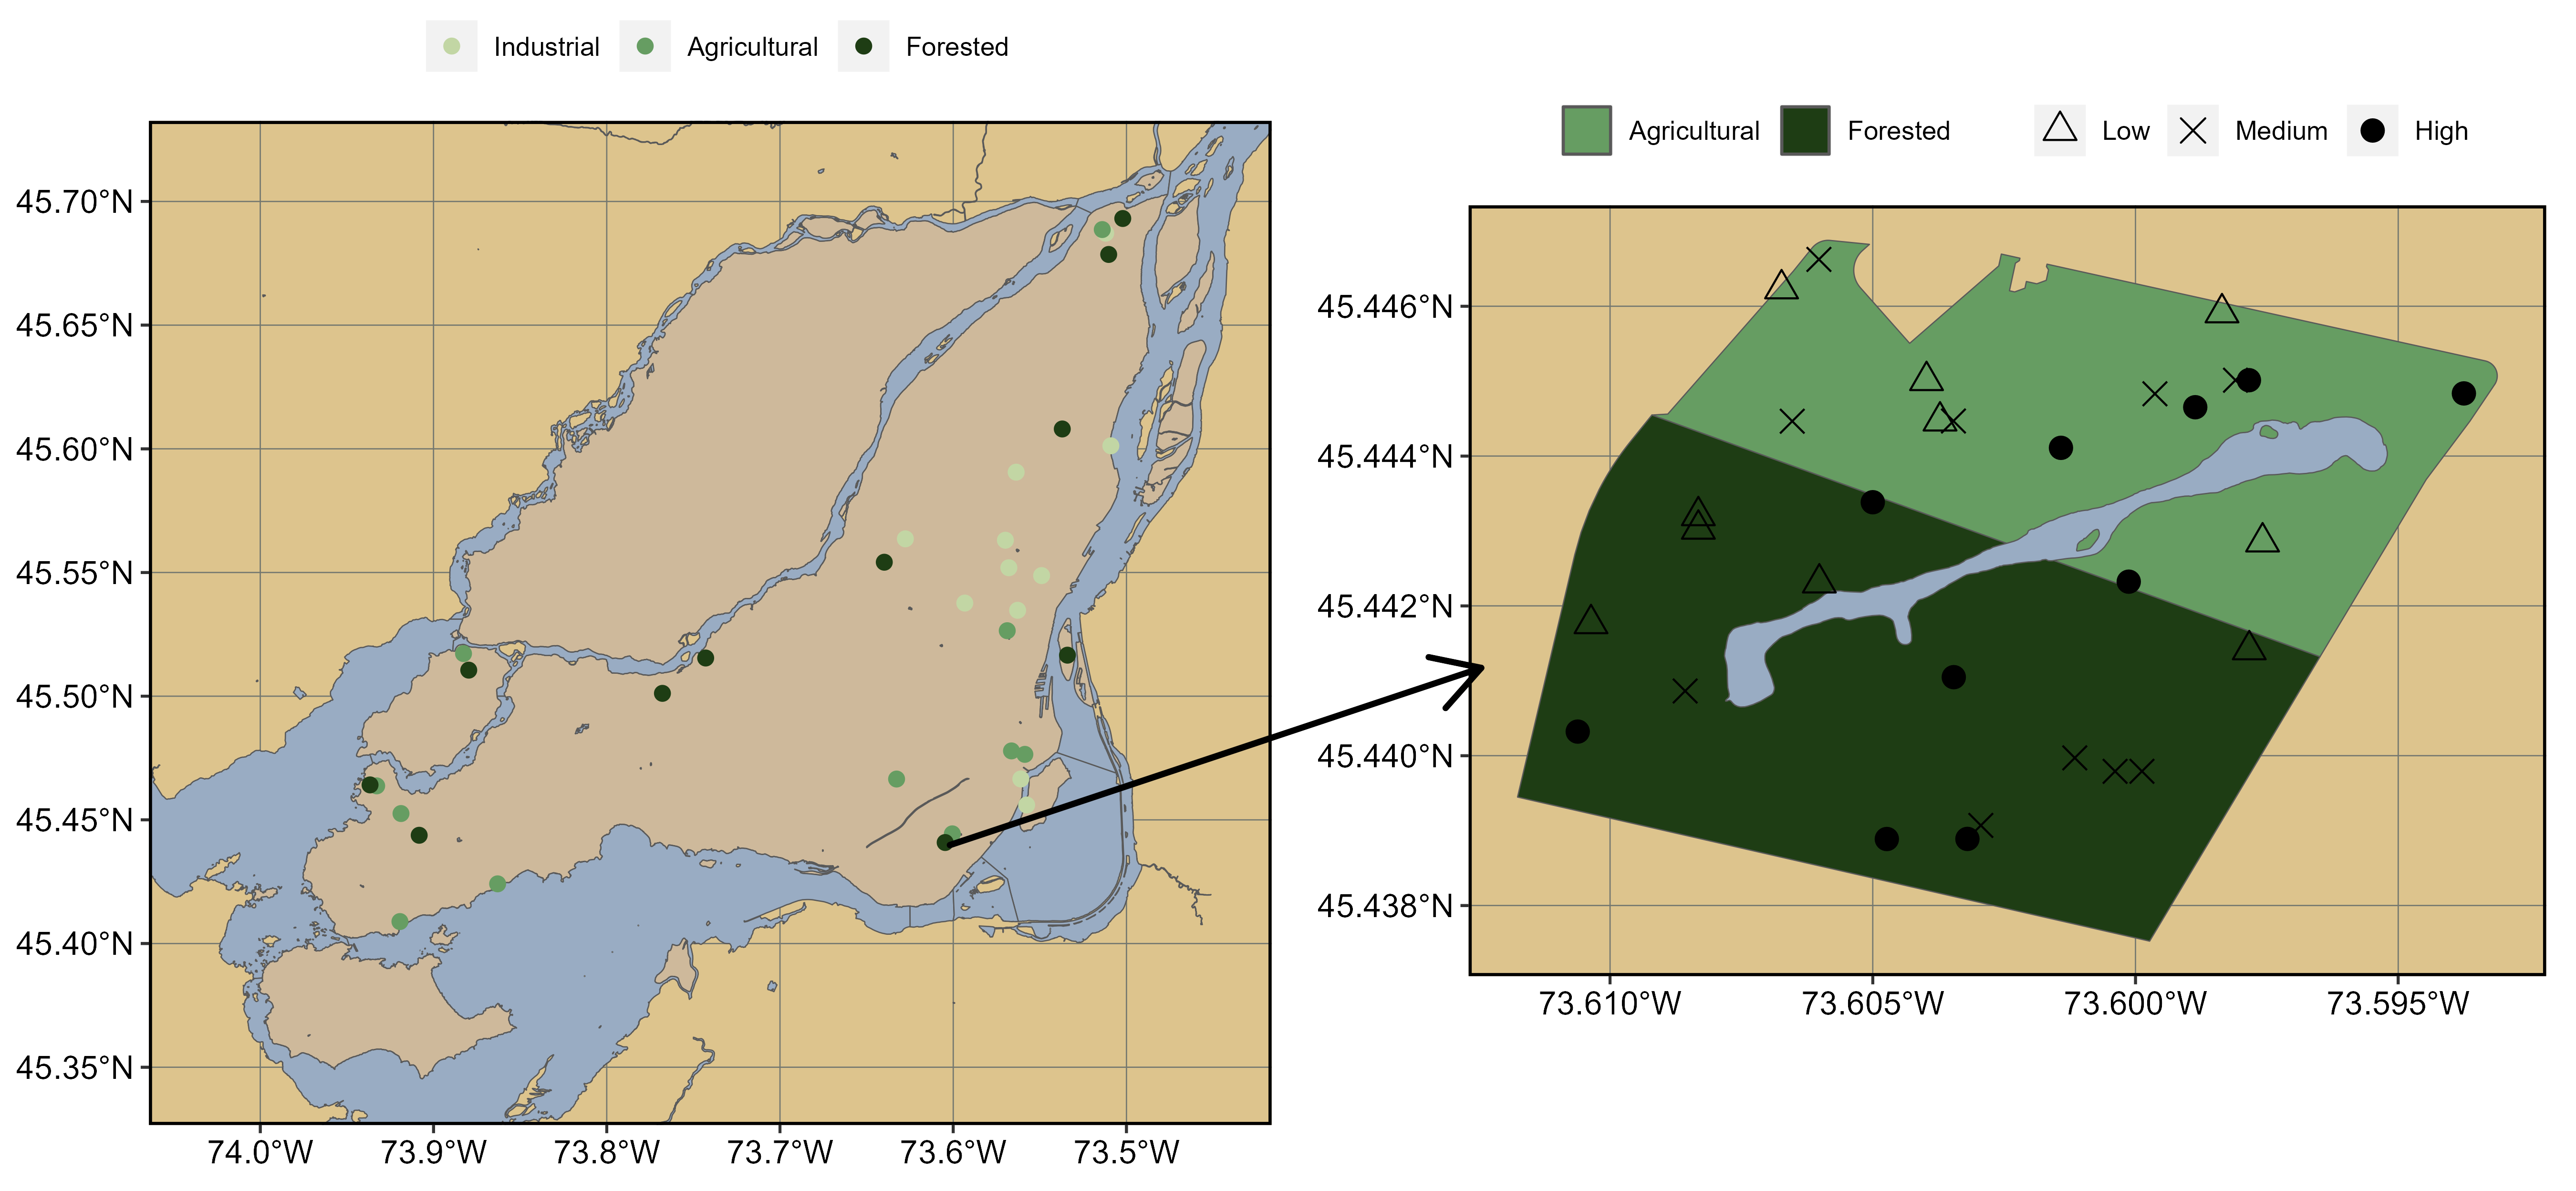 Industrial Agricultural Forested
Agricultural Forested Low Medium High
45.70°N
45.65°N
45.60°N
45.55°N
45.50°N
45.45°N
45.40°N
45.35°N
74.0°W 73.9°W 73.8°W 73.7°W 73.6°W 73.5°W
45.446°N
45.444°N
45.442°N
45.440°N
45.438°N
73.610°W 73.605°W 73.600°W 73.595°W